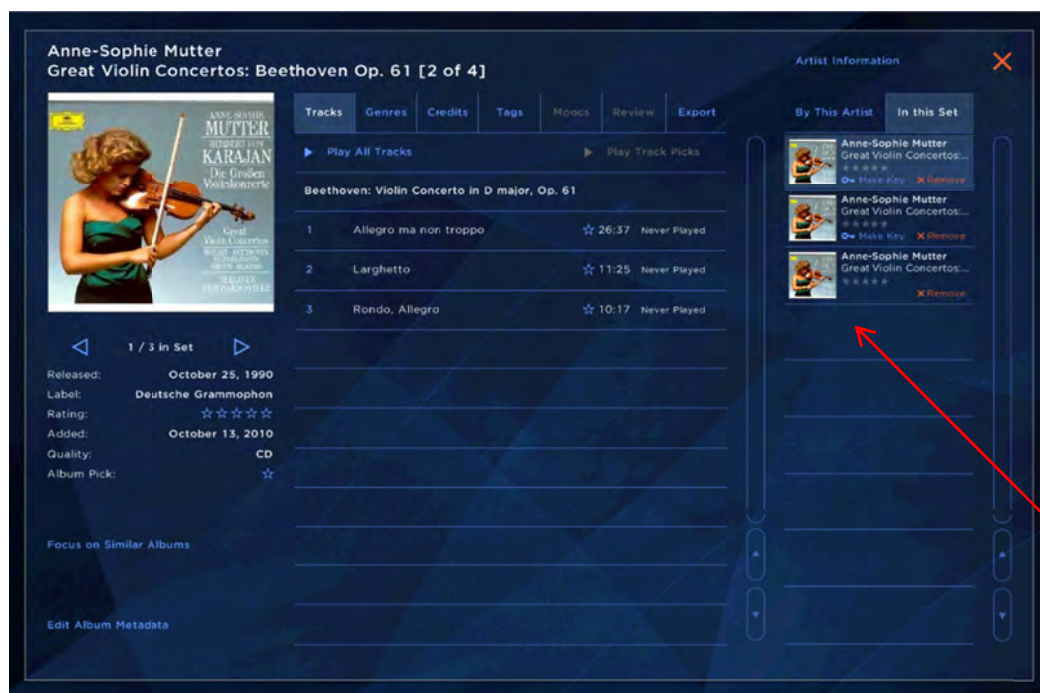 Anne-Sophie Mutter
Great Violin Concertos: Beethoven Op. 61 [2 of 4]
Artist Information
ANNE-SOPHIE
MUTTER
HERBERT VON
KARAJAN
Die Großen
Violinkonzerte
Great
Violin Concertos
Tracks Genres Credits Tags Moods Review Export
By This Artist In this Set
Play All Tracks Play Track Picks
Beethoven: Violin Concerto in D major, Op. 61
1 Allegro ma non troppo 26:37 Never Played
2 Larghetto 11:25 Never Played
3 Rondo, Allegro 10:17 Never Played
Anne-Sophie Mutter
Great Violin Concertos:...
Make Key Remove
Anne-Sophie Mutter
Great Violin Concertos:...
Make Key Remove
Anne-Sophie Mutter
Great Violin Concertos:...
Remove
1 / 3 in Set
Released: October 25, 1990
Label: Deutsche Grammophon
Rating:
Added: October 13, 2010
Quality: CD
Album Pick:
Focus on Similar Albums
Edit Album Metadata